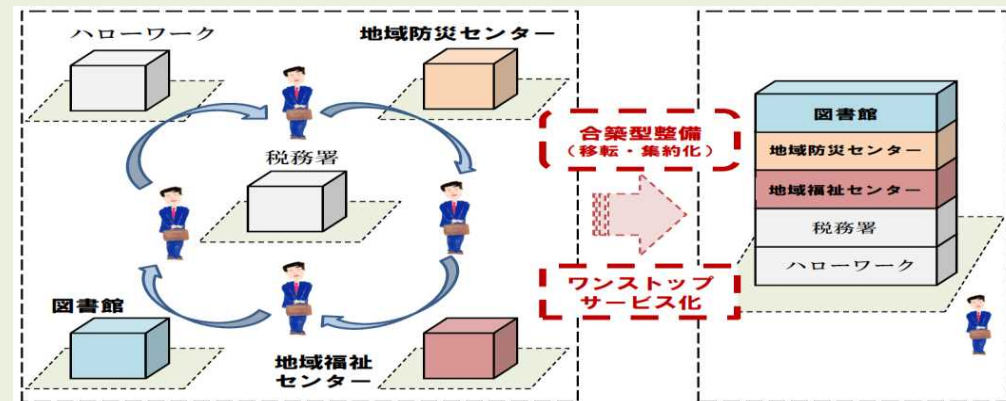 ハローワーク
地域防災センター
税務署
図書館
地域福祉
センター
合築型整備
(移転・集約化)
ワンストップ
サービス化
図書館
地域防災センター
地域福祉センター
税務署
ハローワーク